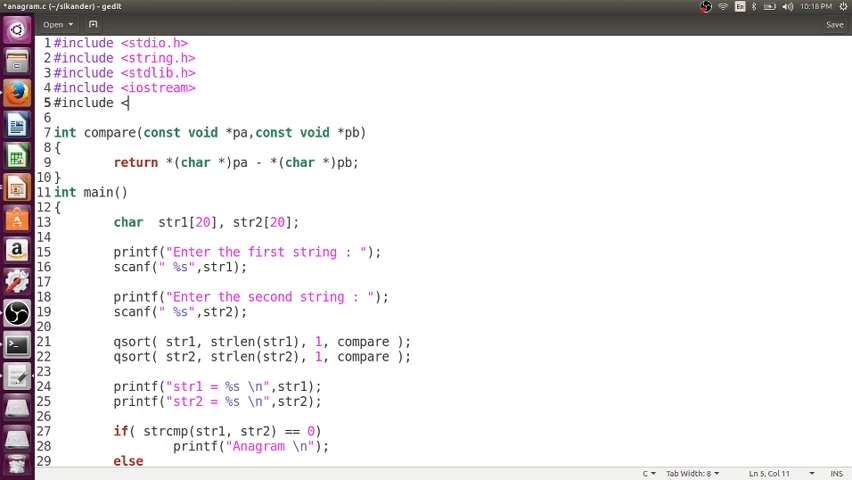 *anagram.c (~/sikander) - gedit
En
10:18 PM
Open
Save
1 #include <stdio.h>
2 #include <string.h>
3 #include <stdlib.h>
4 #include <iostream>
5 #include <
6
7 int compare(const void *pa,const void *pb)
8 {
9 return *(char *)pa - *(char *)pb;
10 }
11 int main()
12 {
13 char str1[20], str2[20];
14
15 printf("Enter the first string : ");
16 scanf(" %s",str1);
17
18 printf("Enter the second string : ");
19 scanf(" %s",str2);
20
21 qsort( str1, strlen(str1), 1, compare );
22 qsort( str2, strlen(str2), 1, compare );
23
24 printf("str1 = %s \n",str1);
25 printf("str2 = %s \n",str2);
26
27 if( strcmp(str1, str2) == 0)
28 printf("Anagram \n");
29 else
C
Tab Width: 8
Ln 5, Col 11
INS